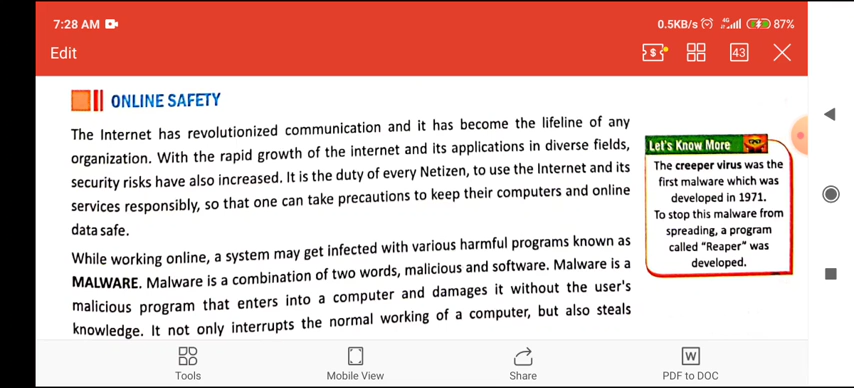 7:28 AM
0.5KB/s 4G 87%
Edit
43
ONLINE SAFETY
The Internet has revolutionized communication and it has become the lifeline of any
organization. With the rapid growth of the internet and its applications in diverse fields,
security risks have also increased. It is the duty of every Netizen, to use the Internet and its
services responsibly, so that one can take precautions to keep their computers and online
data safe.
While working online, a system may get infected with various harmful programs known as
MALWARE. Malware is a combination of two words, malicious and software. Malware is a
malicious program that enters into a computer and damages it without the user's
knowledge. It not only interrupts the normal working of a computer, but also steals
Let's Know More
The creeper virus was the
first malware which was
developed in 1971.
To stop this malware from
spreading, a program
called "Reaper" was
developed.
Tools
Mobile View
Share
W
PDF to DOC